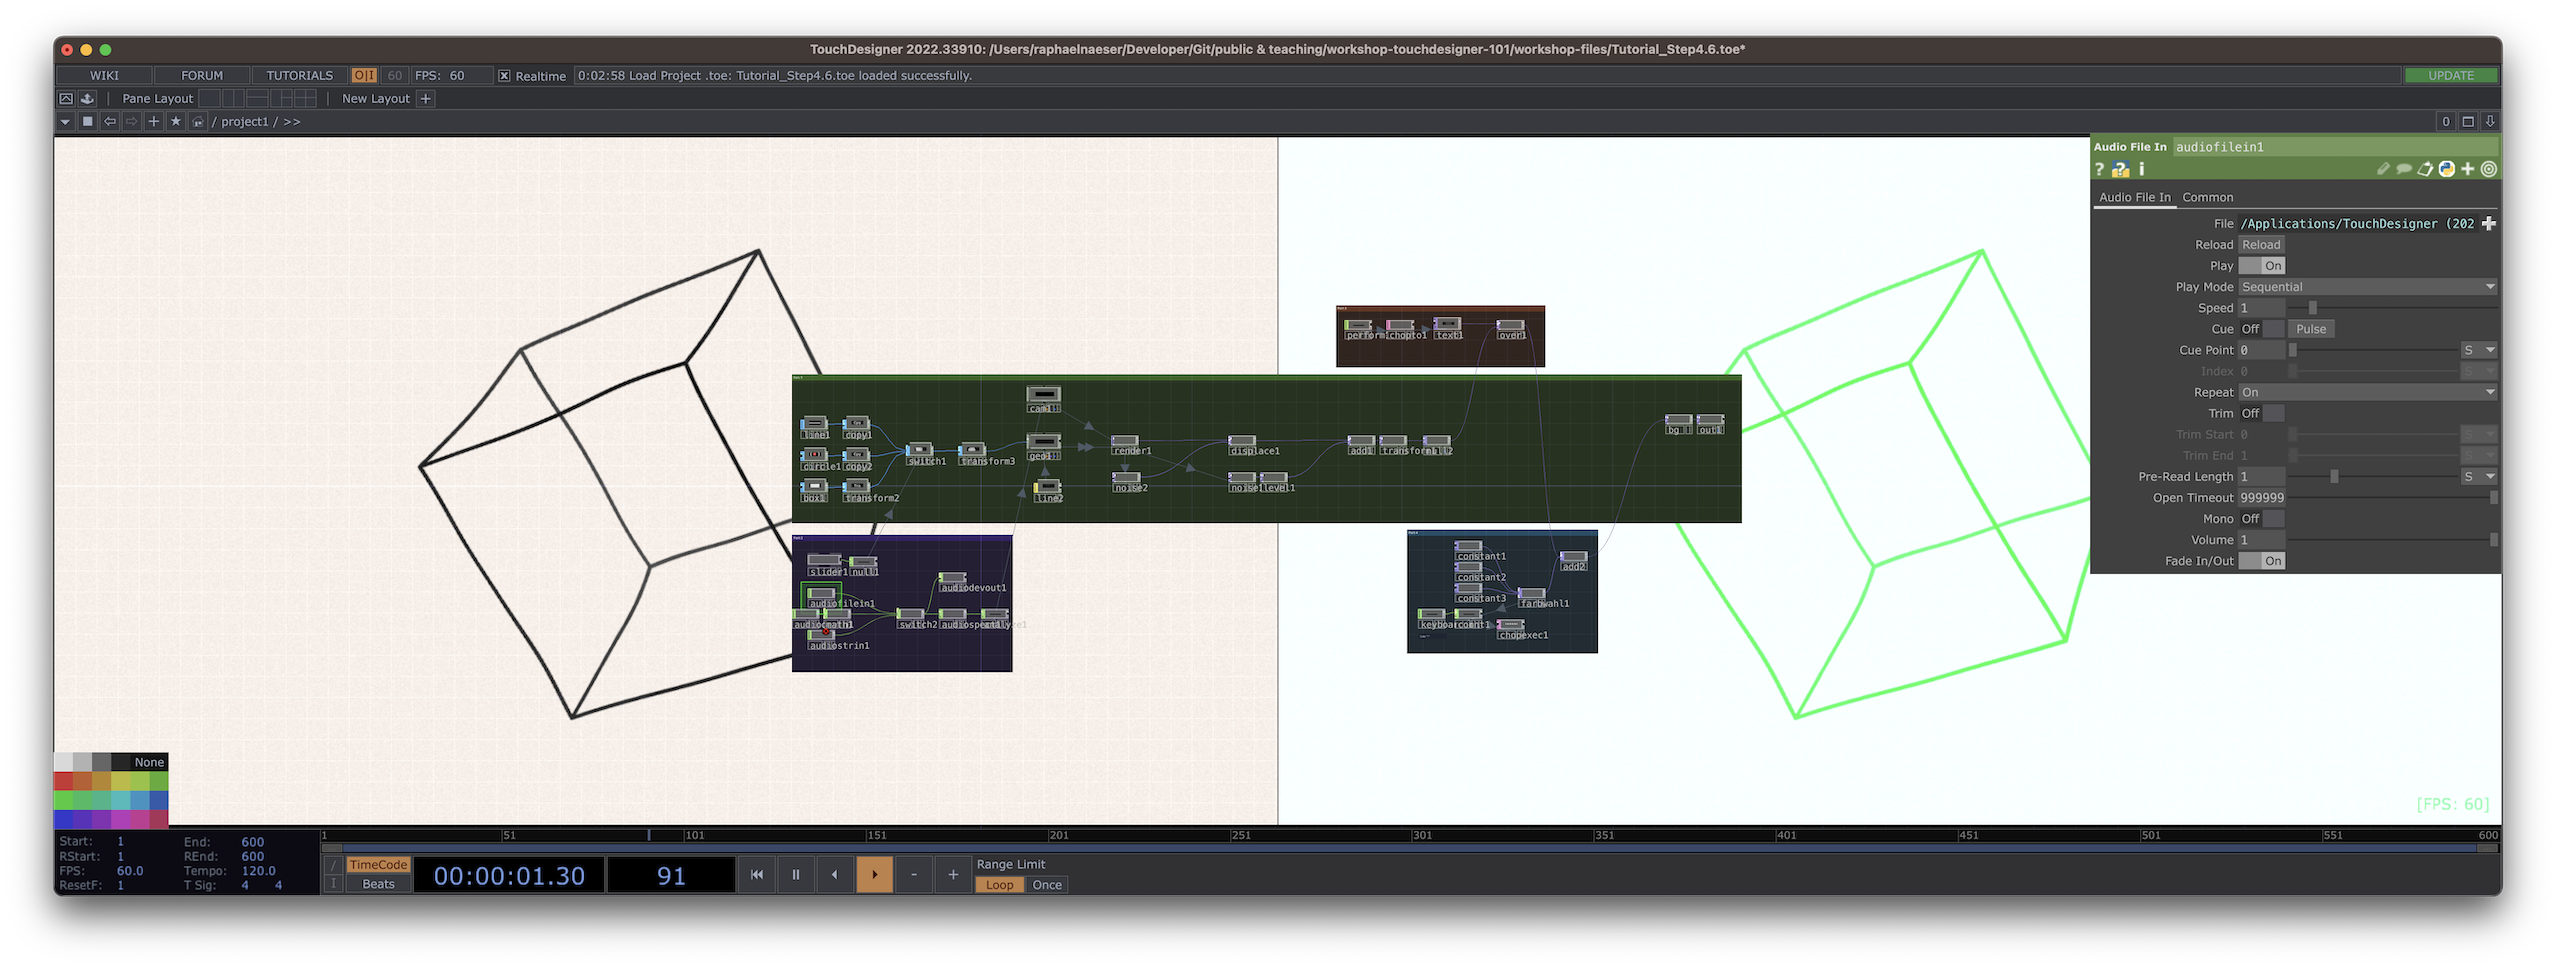 TouchDesigner 2022.33910: /Users/raphaelnaeser/Developer/Git/public & teaching/workshop-touchdesigner-101/workshop-files/Tutorial_Step4.6.toe*
WIKI FORUM TUTORIALS O|I 60 FPS: 60 Realtime 0:02:58 Load Project .toe: Tutorial_Step4.6.toe loaded successfully. UPDATE
Pane Layout New Layout +
/ project1 / >> 0
Audio File In audiofilein1
Audio File In Common
File /Applications/TouchDesigner (202
Reload Reload
Play On
Play Mode Sequential
Speed 1
Cue Off Pulse
Cue Point 0 S
Index 0 S
Repeat On
Trim Off
Trim Start 0 S
Trim End 1 S
Pre-Read Length 1 S
Open Timeout 999999
Mono Off
Volume 1
Fade In/Out On
perform1 chopto1 text1 over1
cam1
line1 copy1
circle1 copy2 switch1 transform3 geo1 render1 displace1 add1 transform1 null2 bg out1
box1 transform2 line2 noise2 noise1 level1
slider1 null1
audiodevout1
audiofilein1
math1 switch2
audiostrin1
constant1
constant2
constant3
add2
farbwahl1
chopexec1
[FPS: 60]
None
Start: 1 End: 600
RStart: 1 REnd: 600
FPS: 60.0 Tempo: 120.0
ResetF: 1 T Sig: 4 4
1 51 101 151 201 251 301 351 401 451 501 551 600
TimeCode
Beats
00:00:01.30 91
Range Limit
Loop Once